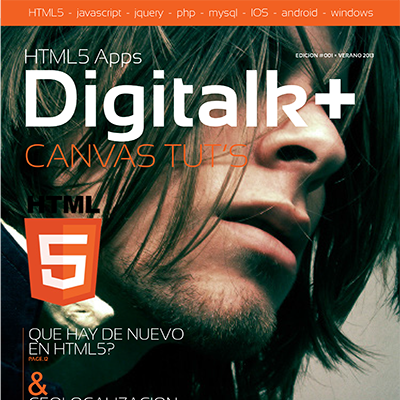 HTML5 - javascript - jquery - php - mysql - IOS - android - windows
HTML5 Apps
EDICION #001 - VERANO 2013
Digitalk+
CANVAS TUT'S
HTML
5
QUE HAY DE NUEVO
EN HTML5?
PAGE.12
&
GEOLOCALIZACION